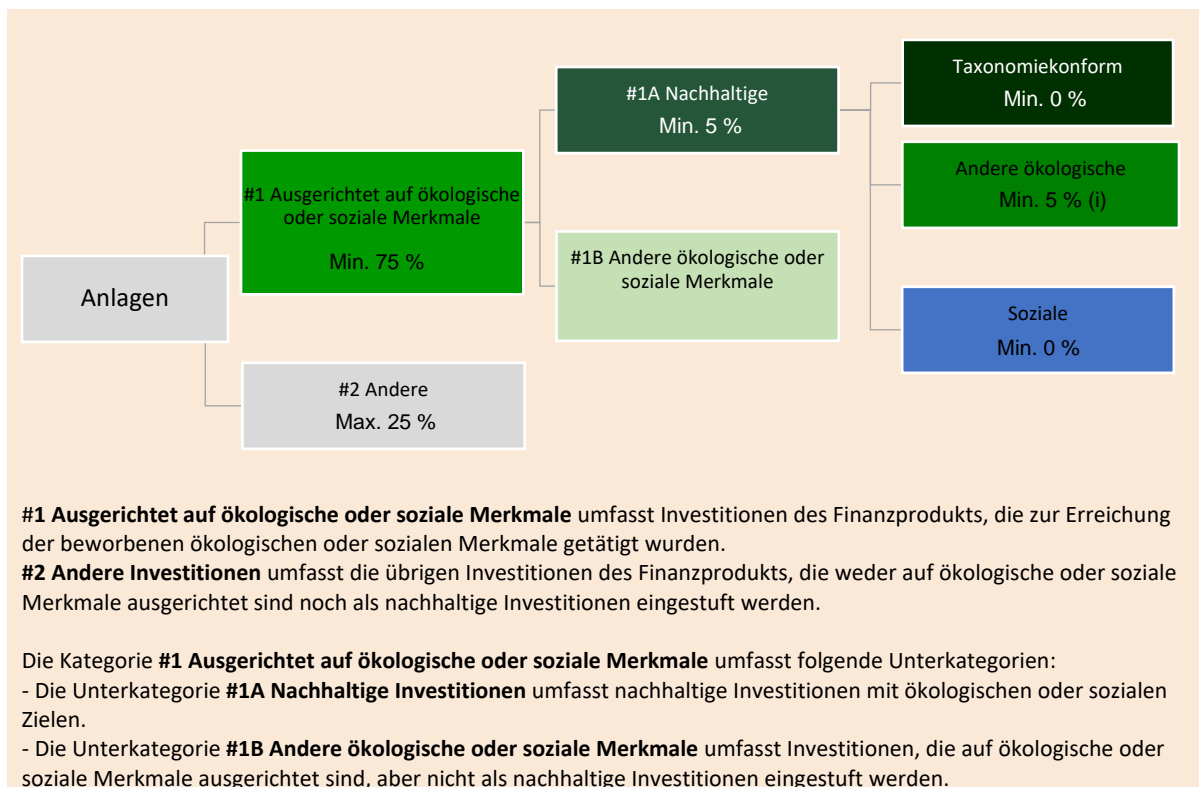 Anlagen
#1 Ausgerichtet auf ökologische
oder soziale Merkmale
Min. 75 %
#2 Andere
Max. 25 %
#1A Nachhaltige
Min. 5 %
#1B Andere ökologische oder
soziale Merkmale
Taxonomiekonform
Min. 0 %
Andere ökologische
Min. 5 % (i)
Soziale
Min. 0 %
#1 Ausgerichtet auf ökologische oder soziale Merkmale umfasst Investitionen des Finanzprodukts, die zur Erreichung
der beworbenen ökologischen oder sozialen Merkmale getätigt wurden.
#2 Andere Investitionen umfasst die übrigen Investitionen des Finanzprodukts, die weder auf ökologische oder soziale
Merkmale ausgerichtet sind noch als nachhaltige Investitionen eingestuft werden.
Die Kategorie #1 Ausgerichtet auf ökologische oder soziale Merkmale umfasst folgende Unterkategorien:
- Die Unterkategorie #1A Nachhaltige Investitionen umfasst nachhaltige Investitionen mit ökologischen oder sozialen
Zielen.
- Die Unterkategorie #1B Andere ökologische oder soziale Merkmale umfasst Investitionen, die auf ökologische oder
soziale Merkmale ausgerichtet sind, aber nicht als nachhaltige Investitionen eingestuft werden.